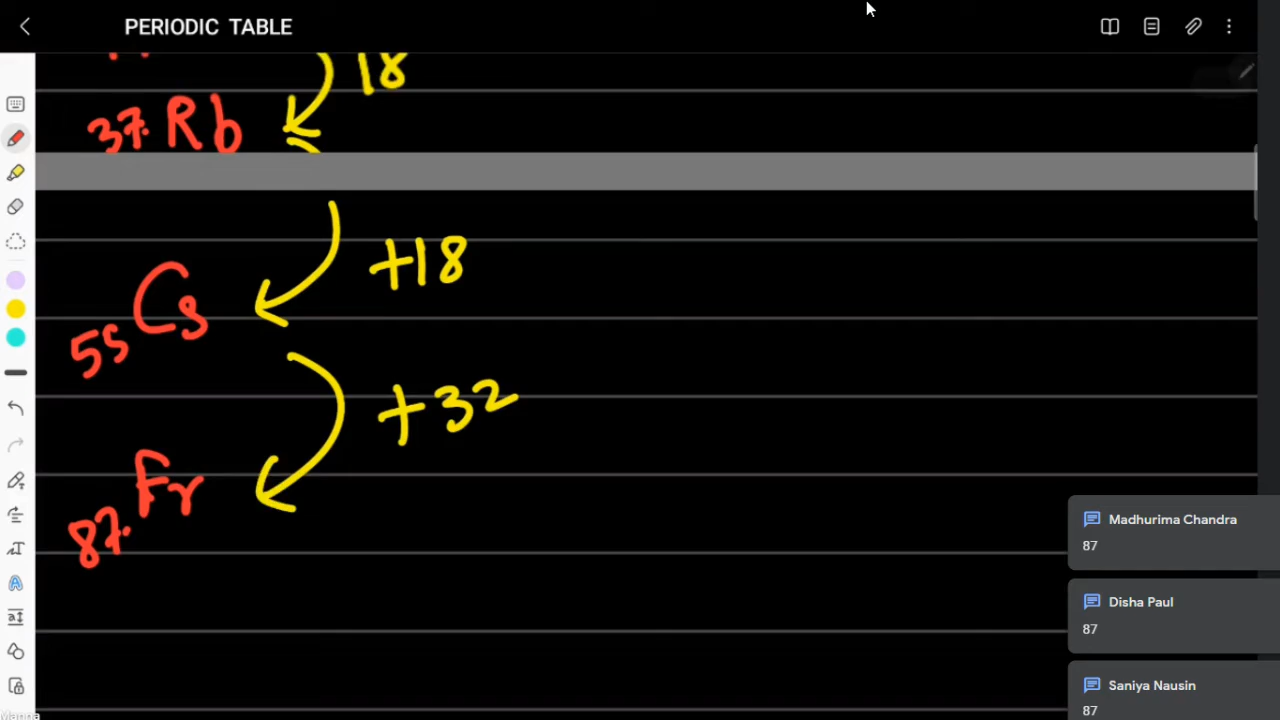 PERIODIC TABLE
18
37 Rb
+18
55 Cs
+32
87 Fr
Madhurima Chandra
87
Disha Paul
87
Saniya Nausin
87